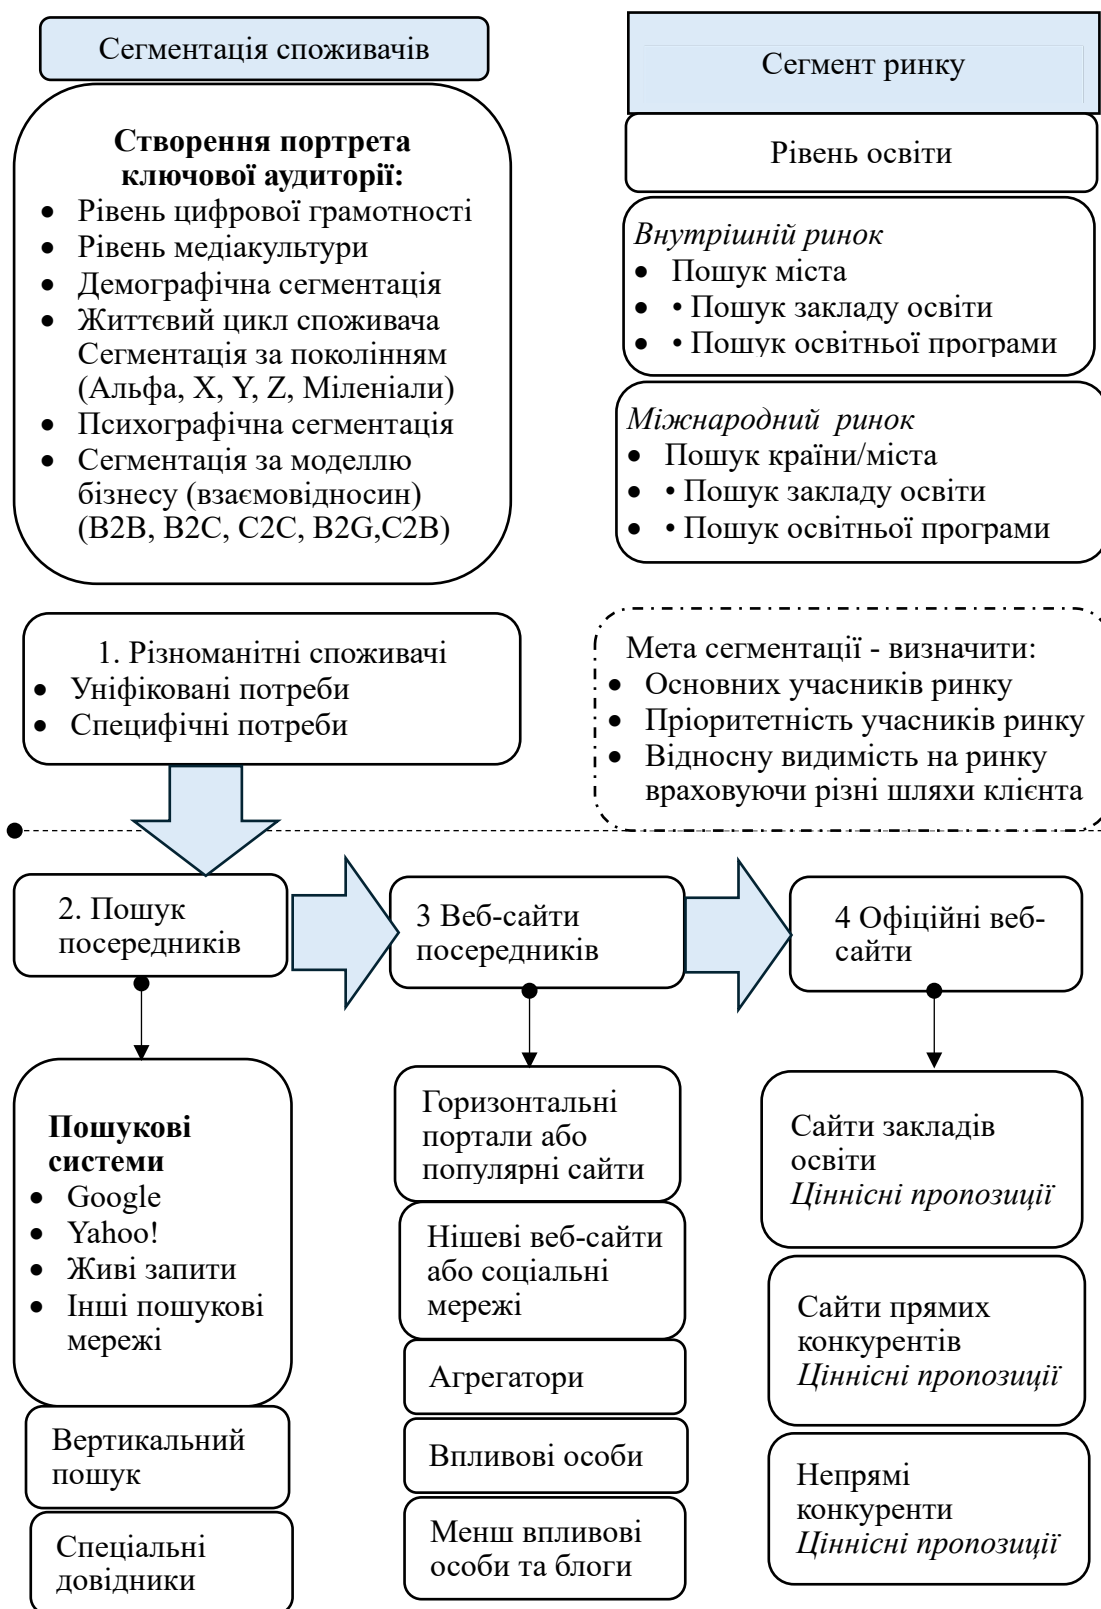 Сегментація споживачів
Створення портрета
ключової аудиторії:
• Рівень цифрової грамотності
• Рівень медіакультури
• Демографічна сегментація
• Життєвий цикл споживача
Сегментація за поколінням
(Альфа, X, Y, Z, Міленіали)
• Психографічна сегментація
• Сегментація за моделлю
бізнесу (взаємовідносин)
(B2B, B2C, C2C, B2G,C2B)
Сегмент ринку
Рівень освіти
Внутрішній ринок
• Пошук міста
• • Пошук закладу освіти
• • Пошук освітньої програми
Міжнародний ринок
• Пошук країни/міста
• • Пошук закладу освіти
• • Пошук освітньої програми
1. Різноманітні споживачі
• Уніфіковані потреби
• Специфічні потреби
Мета сегментації - визначити:
• Основних учасників ринку
• Пріоритетність учасників ринку
• Відносну видимість на ринку
враховуючи різні шляхи клієнта
2. Пошук
посередників
3 Веб-сайти
посередників
4 Офіційні веб-
сайти
Пошукові
системи
• Google
• Yahoo!
• Живі запити
• Інші пошукові
мережі
Вертикальний
пошук
Спеціальні
довідники
Горизонтальні
портали або
популярні сайти
Нішеві веб-сайти
або соціальні
мережі
Агрегатори
Впливові особи
Менш впливові
особи та блоги
Сайти закладів
освіти
Ціннісні пропозиції
Сайти прямих
конкурентів
Ціннісні пропозиції
Непрямі
конкуренти
Ціннісні пропозиції